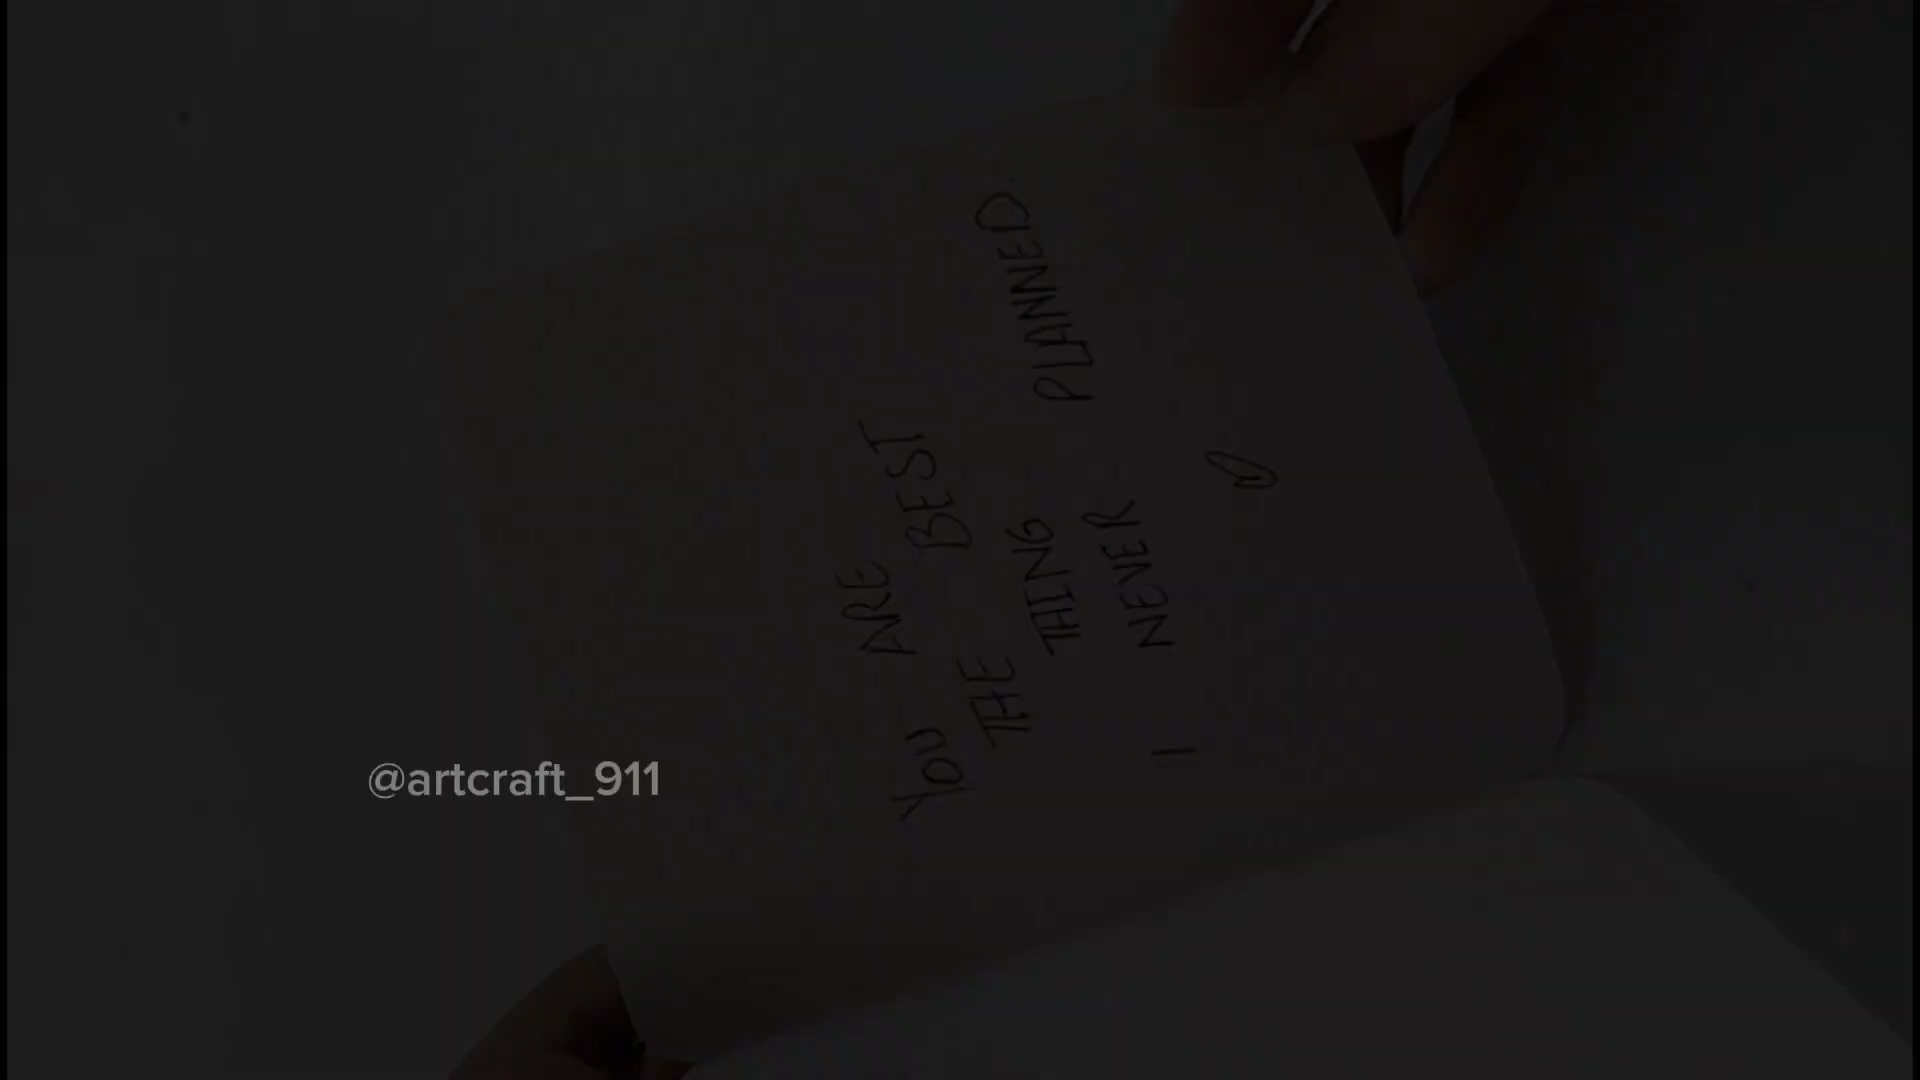 YOU ARE
THE BEST
THING
I NEVER PLANNED
@artcraft_911